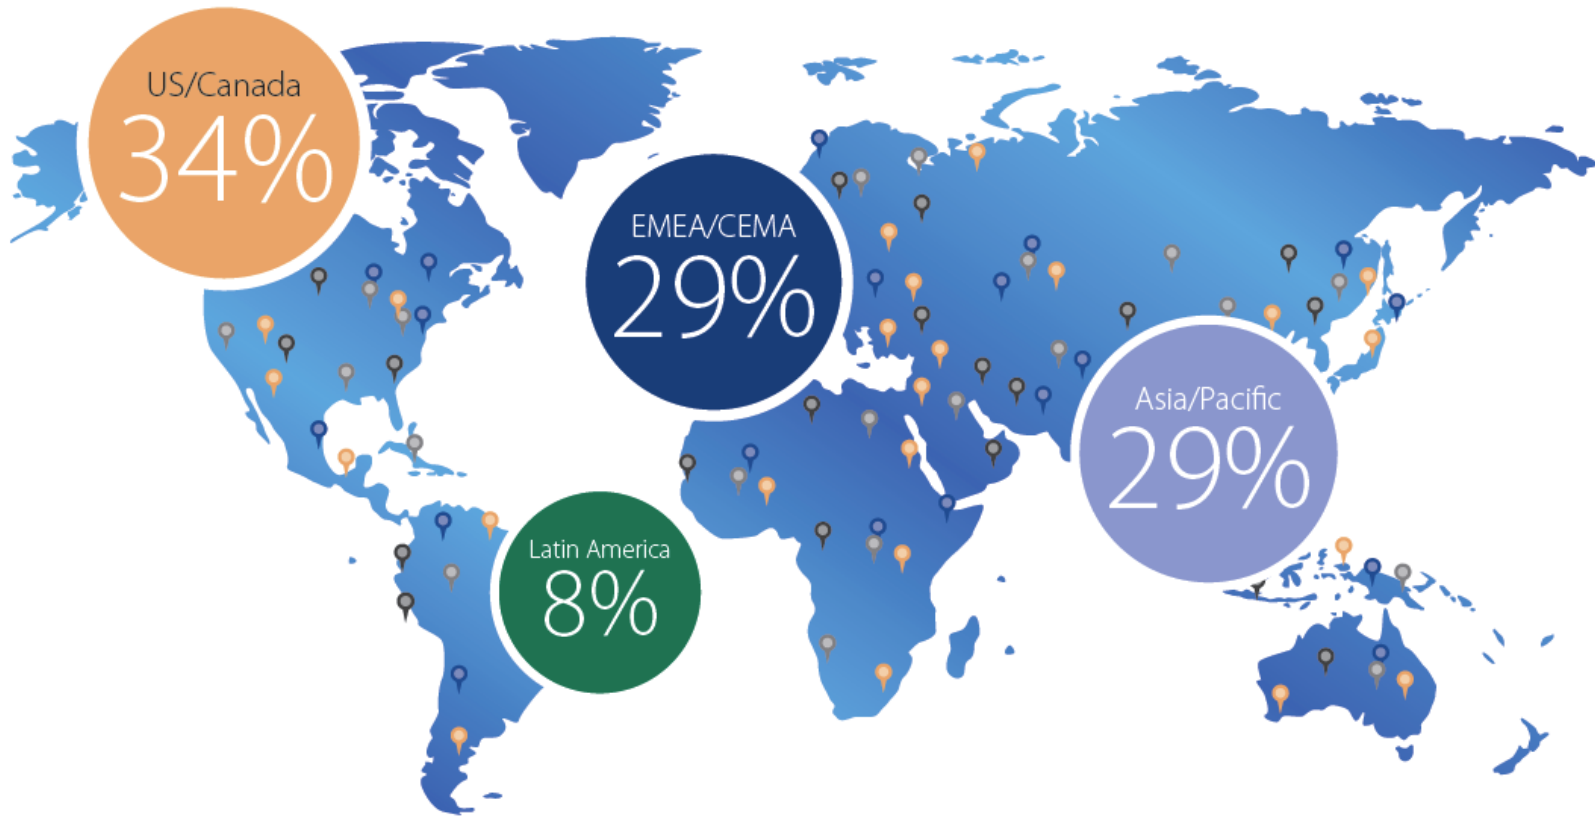 US/Canada
34%
EMEA/CEMA
29%
Asia/Pacific
29%
Latin America
8%